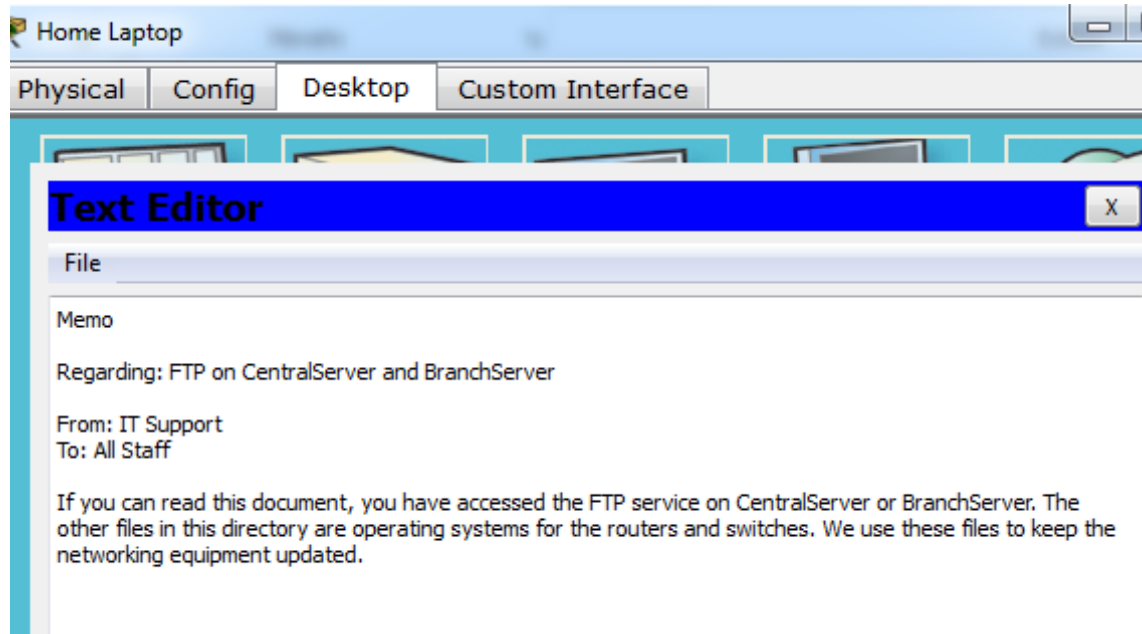 Home Laptop
Physical Config Desktop Custom Interface
Text Editor X
File
Memo
Regarding: FTP on CentralServer and BranchServer
From: IT Support
To: All Staff
If you can read this document, you have accessed the FTP service on CentralServer or BranchServer. The
other files in this directory are operating systems for the routers and switches. We use these files to keep the
networking equipment updated.